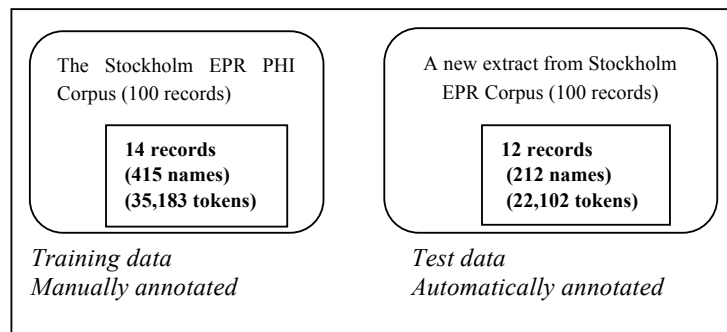 The Stockholm EPR PHI
Corpus (100 records)
14 records
(415 names)
(35,183 tokens)
Training data
Manually annotated
A new extract from Stockholm
EPR Corpus (100 records)
12 records
(212 names)
(22,102 tokens)
Test data
Automatically annotated